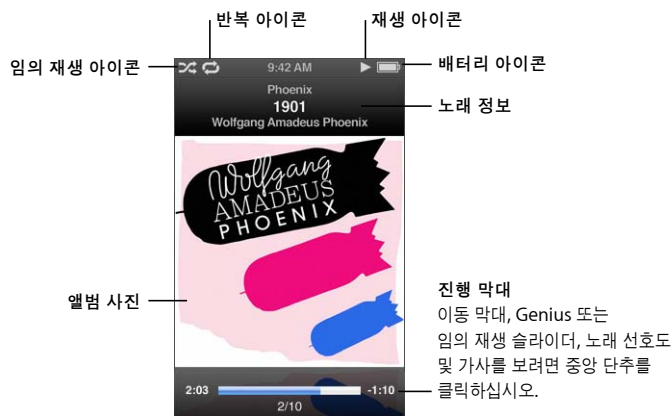 반복 아이콘
재생 아이콘
임의 재생 아이콘
9:42 AM
배터리 아이콘
Phoenix
1901
Wolfgang Amadeus Phoenix
노래 정보
Wolfgang
AMADEUS
PHOENIX
앨범 사진
진행 막대
이동 막대, Genius 또는
임의 재생 슬라이더, 노래 선호도
및 가사를 보려면 중앙 단추를
클릭하십시오.
2:03
-1:10
2/10